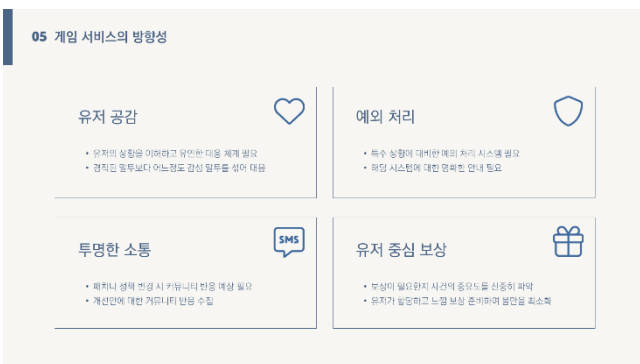 05 게임 서비스의 방향성
유저 공감
• 유저의 상황을 이해하고 유연한 대응 체계 필요
• 경직된 말투보다 어느정도 감성 말투를 섞어 대응
예외 처리
• 특수 상황에 대비한 예외 처리 시스템 필요
• 해당 시스템에 대한 명확한 안내 필요
투명한 소통
SMS
• 패치나 정책 변경 시 커뮤니티 반응 예상 필요
• 개선안에 대한 커뮤니티 반응 수집
유저 중심 보상
• 보상이 필요한지 사건의 중요도를 신중히 파악
• 유저가 합당하고 느낄 보상 준비하여 불만을 최소화